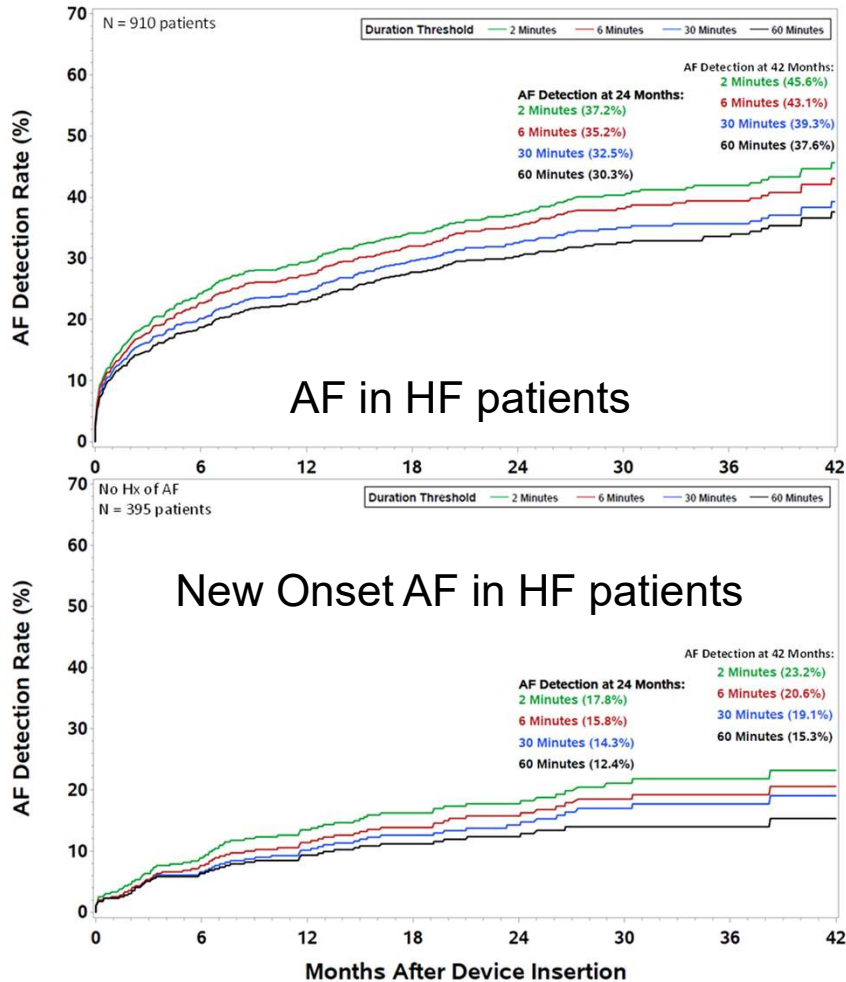 70
N = 910 patients
Duration Threshold 2 Minutes 6 Minutes 30 Minutes 60 Minutes
60
AF Detection at 42 Months:
2 Minutes (45.6%)
6 Minutes (43.1%)
30 Minutes (39.3%)
60 Minutes (37.6%)
AF Detection at 24 Months:
2 Minutes (37.2%)
6 Minutes (35.2%)
30 Minutes (32.5%)
60 Minutes (30.3%)
50
40
30
20
10
0
AF Detection Rate (%)
AF in HF patients
0 6 12 18 24 30 36 42
70
No Hx of AF
N = 395 patients
Duration Threshold 2 Minutes 6 Minutes 30 Minutes 60 Minutes
60
New Onset AF in HF patients
50
40
AF Detection at 42 Months:
2 Minutes (23.2%)
6 Minutes (20.6%)
30 Minutes (19.1%)
60 Minutes (15.3%)
AF Detection at 24 Months:
2 Minutes (17.8%)
6 Minutes (15.8%)
30 Minutes (14.3%)
60 Minutes (12.4%)
30
20
10
0
AF Detection Rate (%)
0 6 12 18 24 30 36 42
Months After Device Insertion